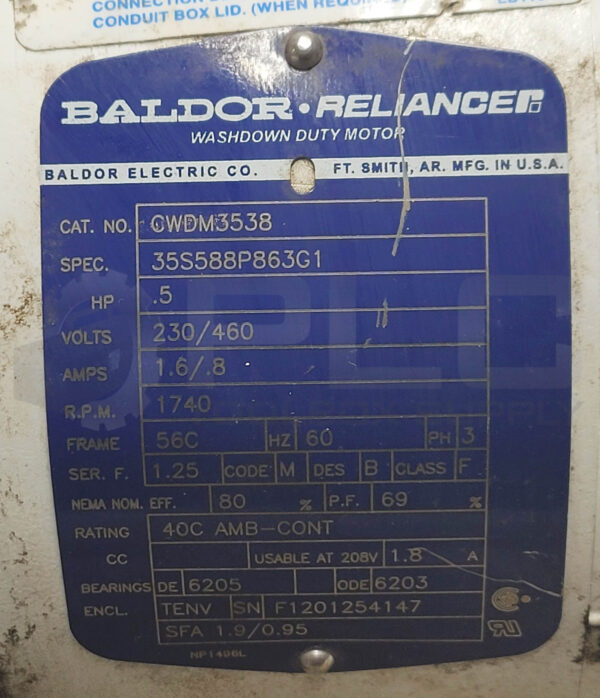 CONDUIT BOX LID. (WHEN REQUIRED)
BALDOR · RELIANCER
WASHDOWN DUTY MOTOR
BALDOR ELECTRIC CO. FT. SMITH, AR. MFG. IN U.S.A.
CAT. NO. CWDM3538
SPEC. 35S588P863G1
HP .5
VOLTS 230/460
AMPS 1.6/.8
R.P.M. 1740
FRAME 56C HZ 60 PH 3
SER. F. 1.25 CODE M DES B CLASS F
NEMA NOM. EFF. 80 % P.F. 69 %
RATING 40C AMB-CONT
CC USABLE AT 208V 1.8 A
BEARINGS DE 6205 ODE 6203
ENCL. TENV SN F1201254147
SFA 1.9/0.95
NP1496L
PLC